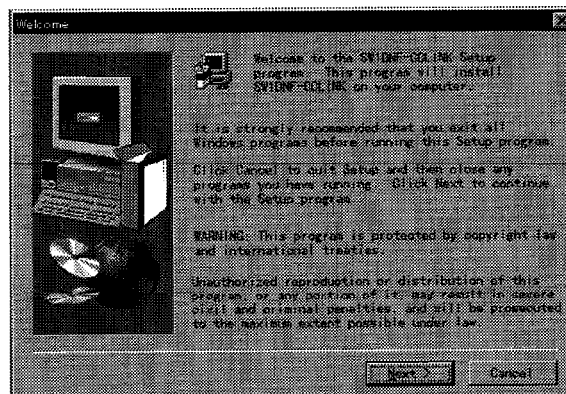 Welcome
Welcome to the SW1DNF-CCLINK Setup
program. This program will install
SW1DNF-CCLINK on your computer.
It is strongly recommended that you exit all
Windows programs before running this Setup program.
Click Cancel to quit Setup and then close any
programs you have running. Click Next to continue
with the Setup program.
WARNING: This program is protected by copyright law
and international treaties.
Unauthorized reproduction or distribution of this
program, or any portion of it, may result in severe
civil and criminal penalties, and will be prosecuted
to the maximum extent possible under law.
Next >
Cancel